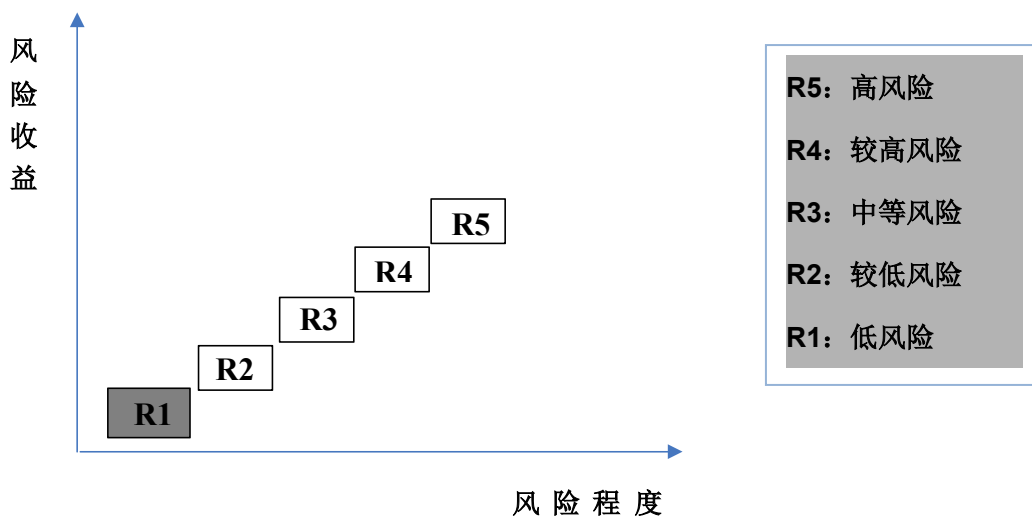 风险收益
R5
R4
R3
R2
R1
风 险 程 度
R5：高风险
R4：较高风险
R3：中等风险
R2：较低风险
R1：低风险